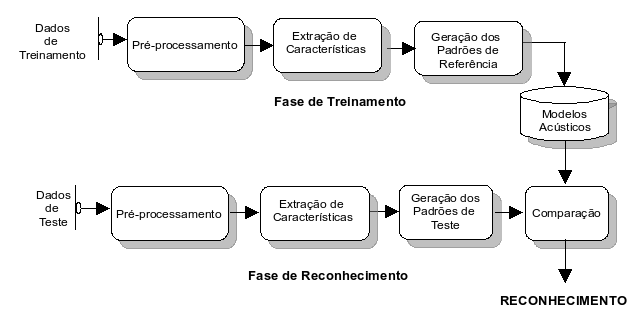 Dados
de
Treinamento
Pré-processamento
Extração de
Características
Geração dos
Padrões de
Referência
Fase de Treinamento
Modelos
Acústicos
Dados
de
Teste
Pré-processamento
Extração de
Características
Geração dos
Padrões de
Teste
Comparação
Fase de Reconhecimento
RECONHECIMENTO